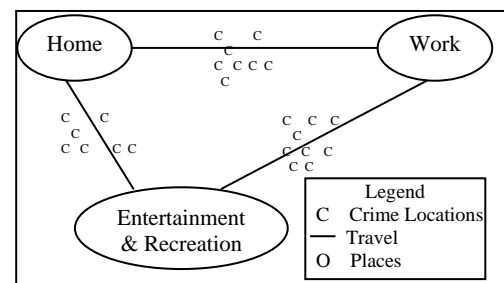 Home
C C
C
C C C C
C
Work
C C
C
C C C C
C C C
C
C C C C
C C
Entertainment
& Recreation
Legend
C Crime Locations
Travel
O Places